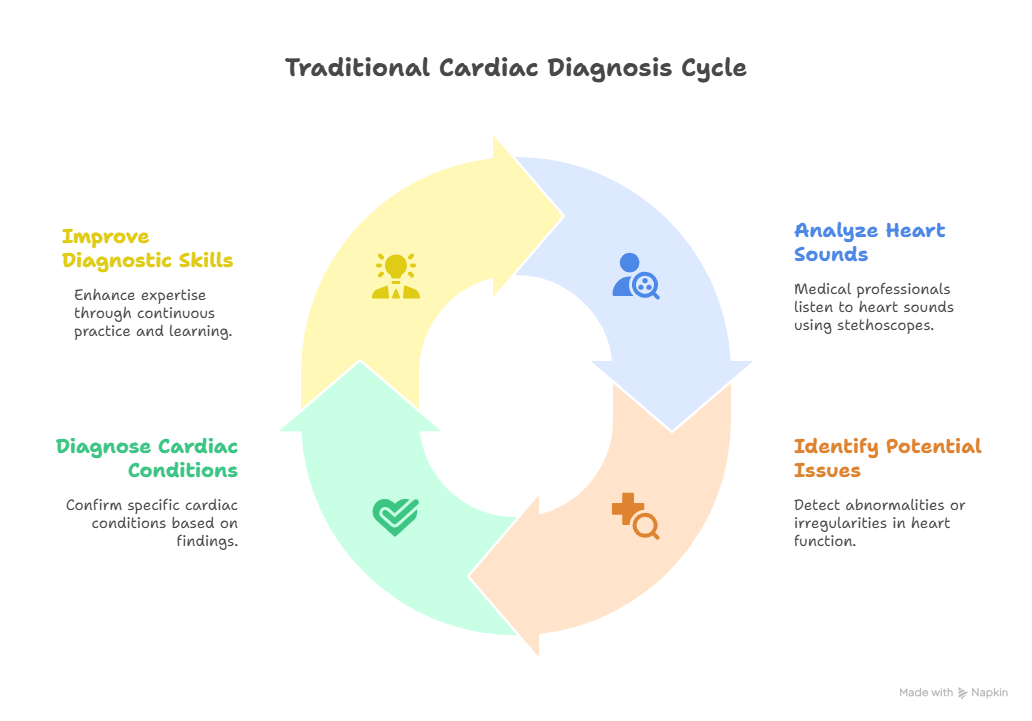 Traditional Cardiac Diagnosis Cycle
Improve
Diagnostic Skills
Enhance expertise
through continuous
practice and learning.
Analyze Heart
Sounds
Medical professionals
listen to heart sounds
using stethoscopes.
Diagnose Cardiac
Conditions
Confirm specific cardiac
conditions based on
findings.
Identify Potential
Issues
Detect abnormalities or
irregularities in heart
function.
Made with Napkin